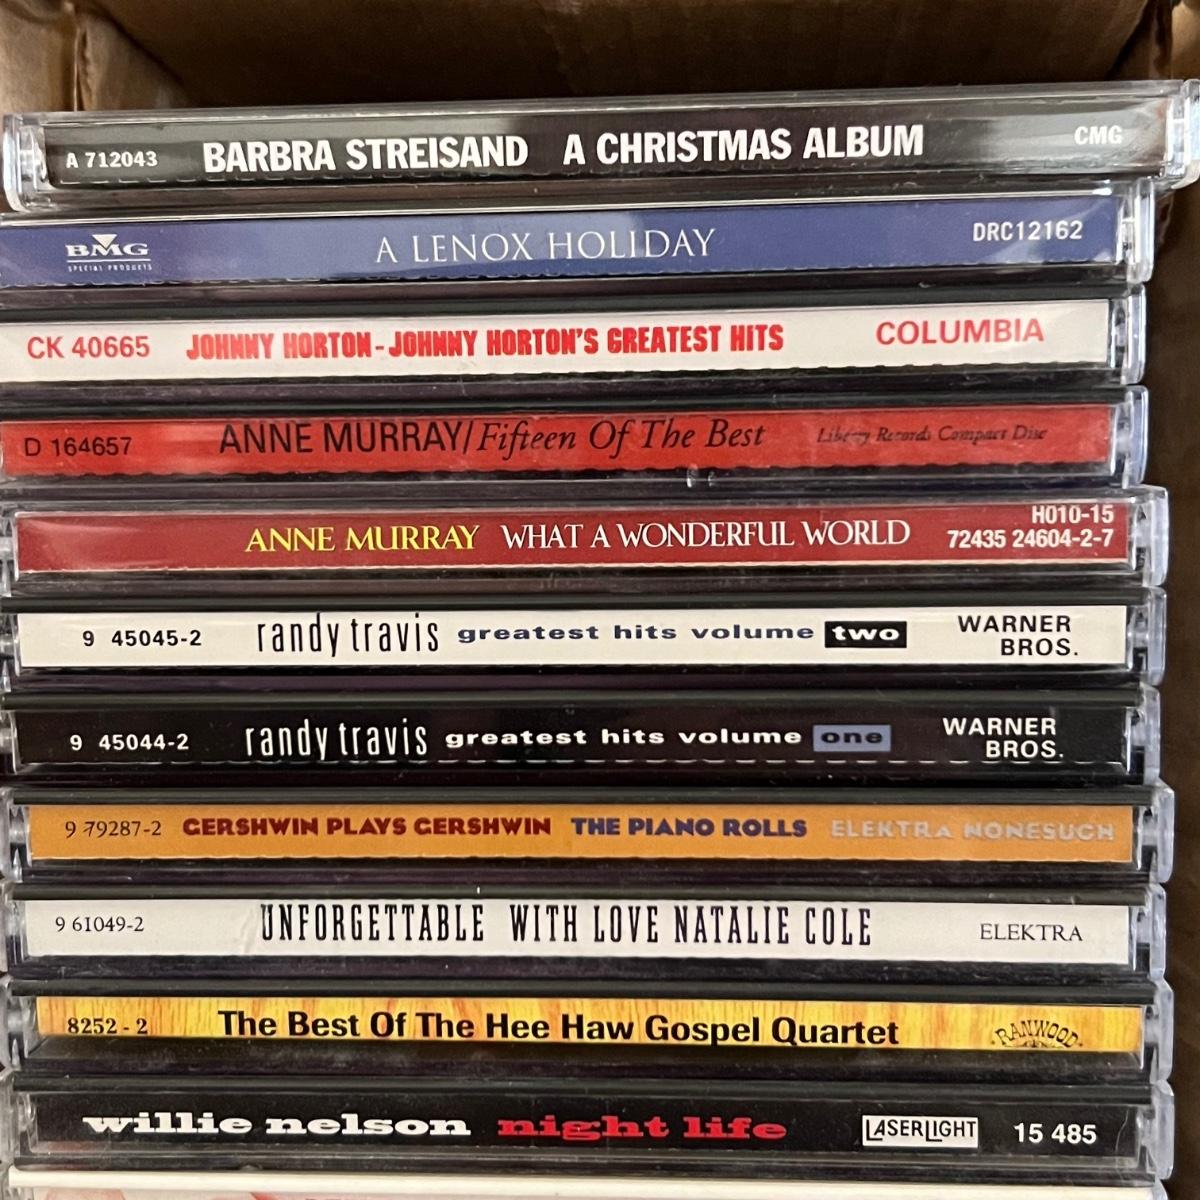 A 712043 BARBRA STREISAND A CHRISTMAS ALBUM CMG
BMG SPECIAL PRODUCTS A LENOX HOLIDAY DRC12162
CK 40665 JOHNNY HORTON - JOHNNY HORTON'S GREATEST HITS COLUMBIA
D 164657 ANNE MURRAY/Fifteen Of The Best Liberty Records Compact Disc
ANNE MURRAY WHAT A WONDERFUL WORLD H010-15
72435 24604-2-7
9 45045-2 randy travis greatest hits volume two WARNER
BROS.
9 45044-2 randy travis greatest hits volume one WARNER
BROS.
9 79287-2 GERSHWIN PLAYS GERSHWIN THE PIANO ROLLS ELEKTRA NONESUCH
9 61049-2 UNFORGETTABLE WITH LOVE NATALIE COLE ELEKTRA
8252 - 2 The Best Of The Hee Haw Gospel Quartet RANWOOD
willie nelson night life LASERLIGHT 15 485